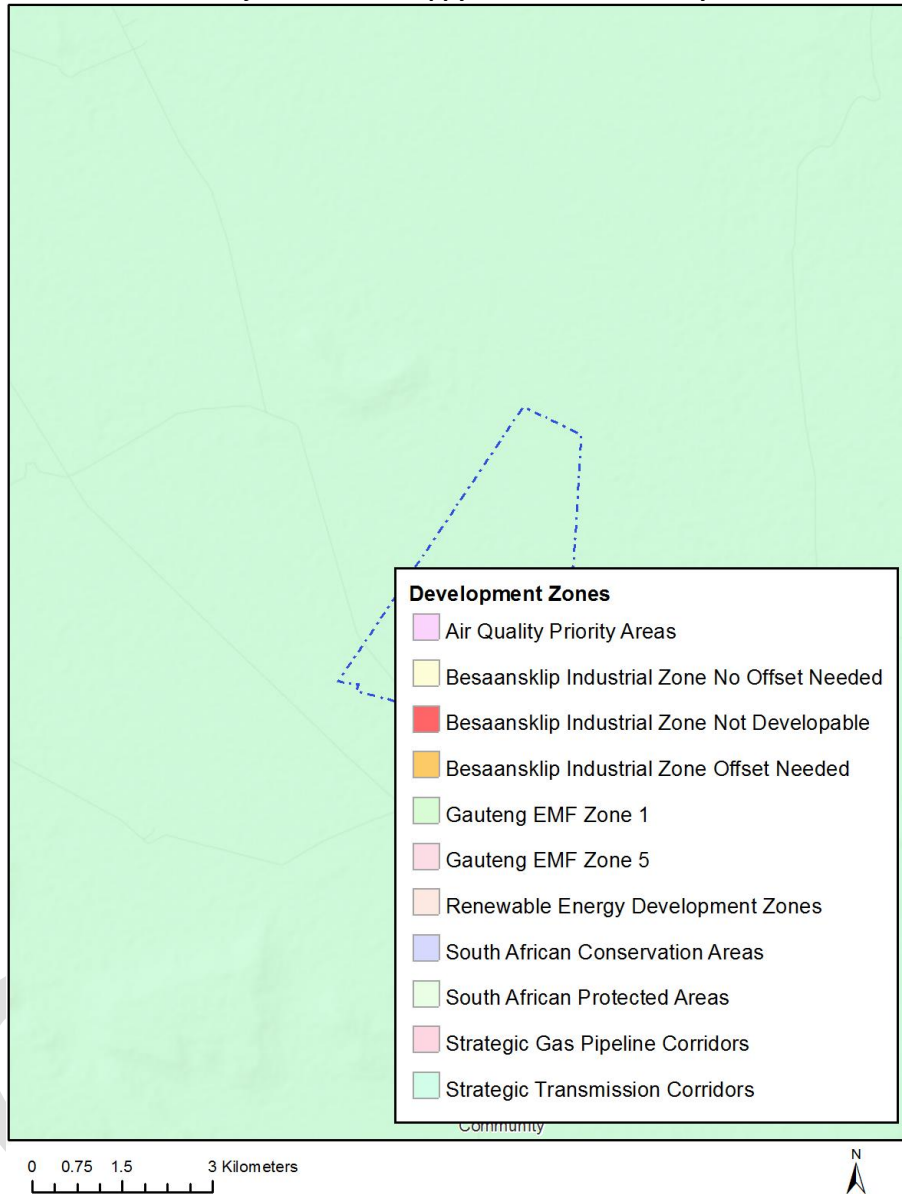 Development Zones
Air Quality Priority Areas
Besaansklip Industrial Zone No Offset Needed
Besaansklip Industrial Zone Not Developable
Besaansklip Industrial Zone Offset Needed
Gauteng EMF Zone 1
Gauteng EMF Zone 5
Renewable Energy Development Zones
South African Conservation Areas
South African Protected Areas
Strategic Gas Pipeline Corridors
Strategic Transmission Corridors
Community
0 0.75 1.5 3 Kilometers
N